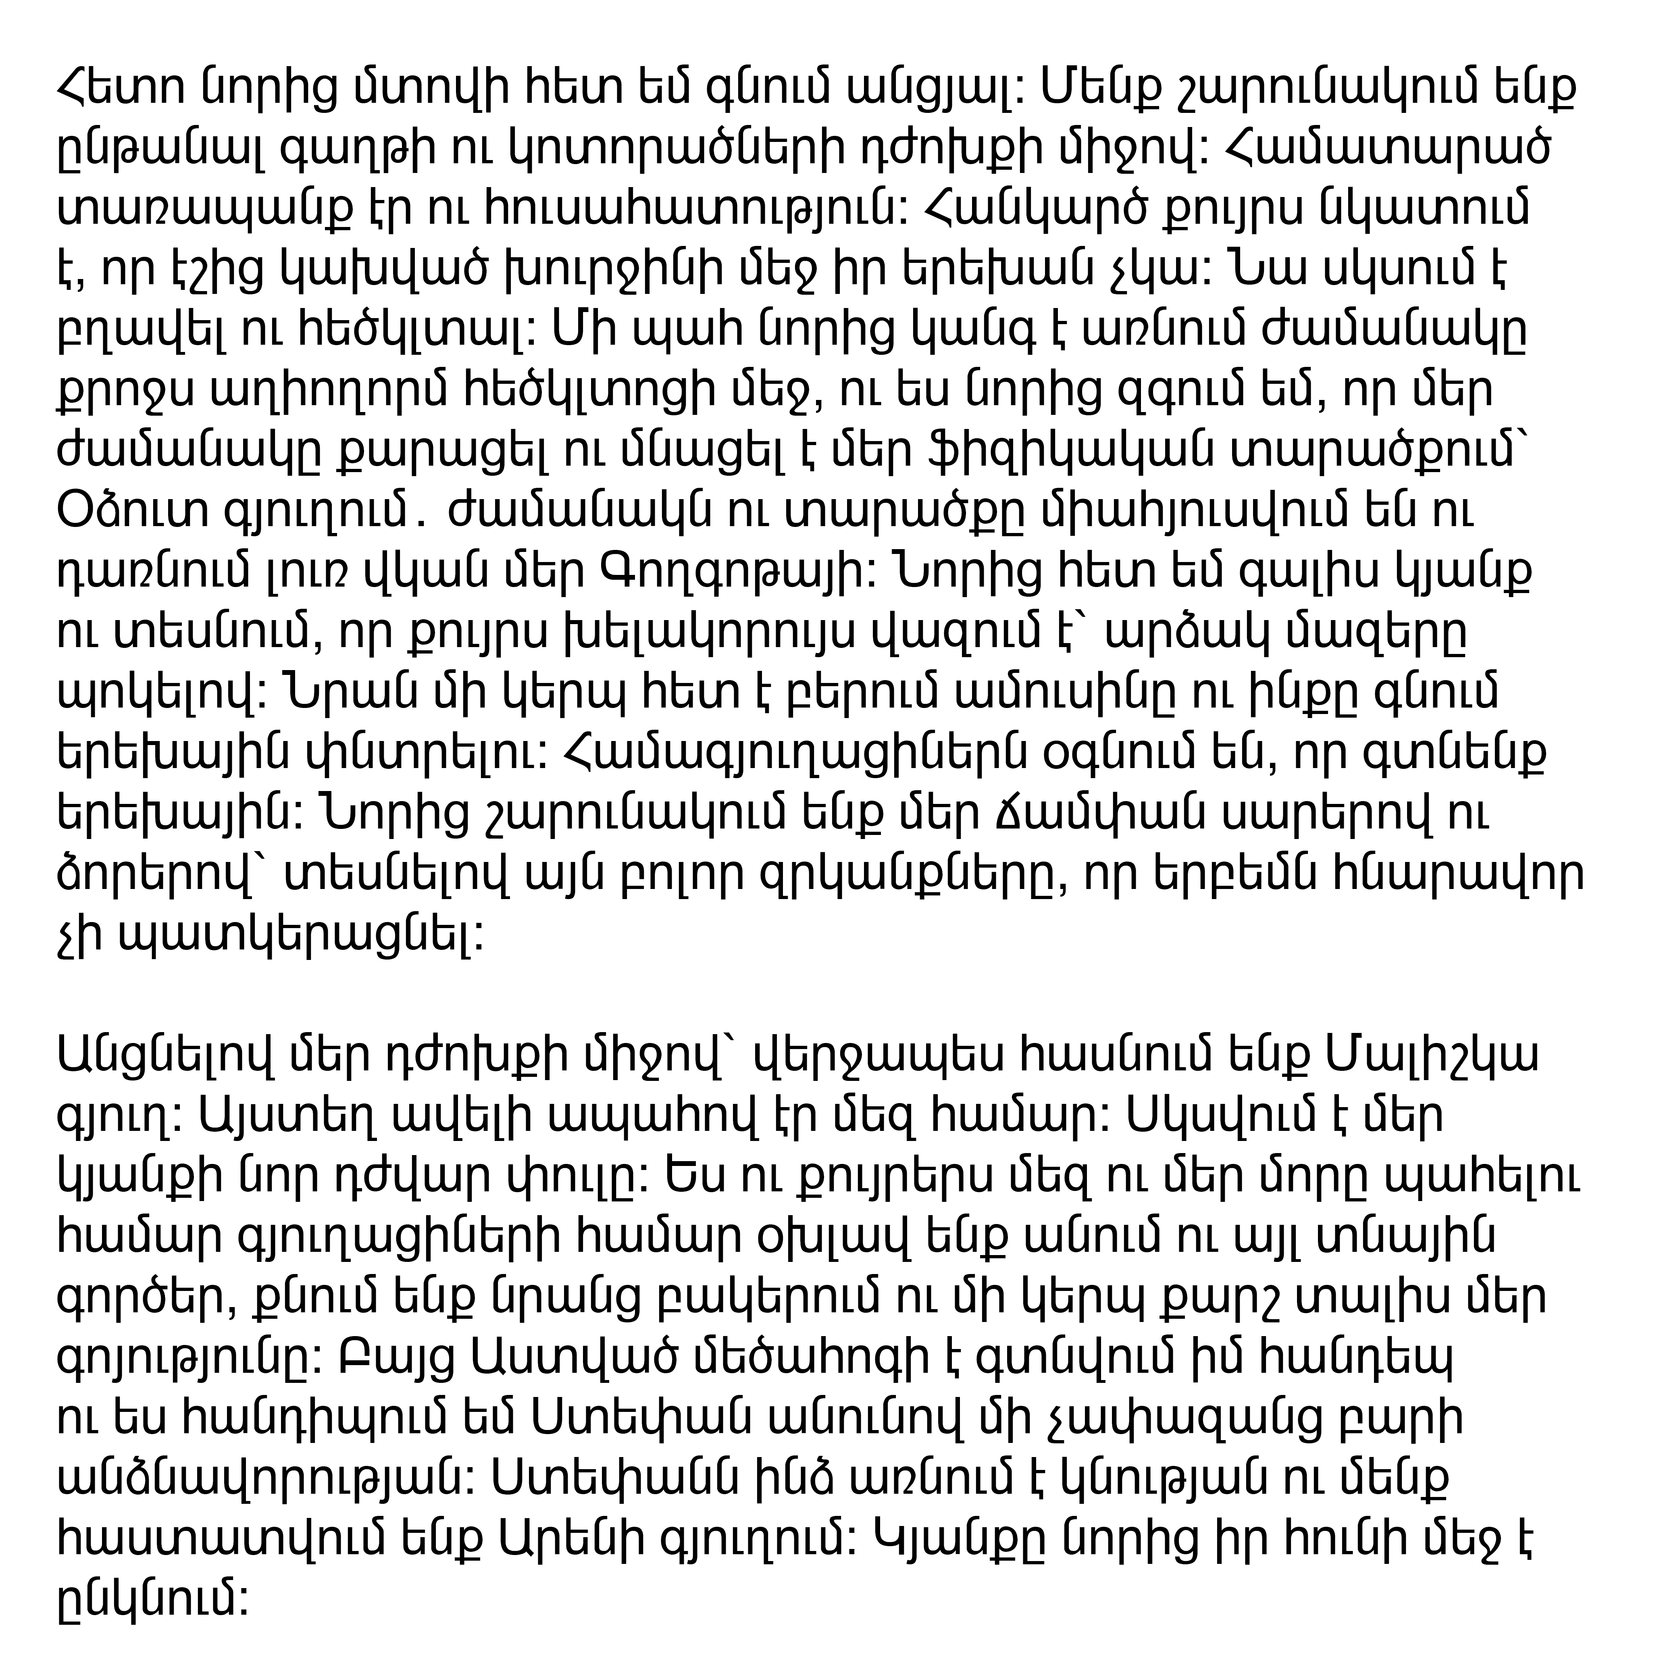 Հետո նորից մտովի հետ եմ գնում անցյալ: Մենք շարունակում ենք
ընթանալ գաղթի ու կոտորածների դժոխքի միջով: Համատարած
տառապանք էր ու հուսահատություն: Հանկարծ քույրս նկատում
է, որ էշից կախված խուրջինի մեջ իր երեխան չկա: Նա սկսում է
բղավել ու հեծկլտալ: Մի պահ նորից կանգ է առնում ժամանակը
քրոջս աղիողորմ հեծկլտոցի մեջ, ու ես նորից զգում եմ, որ մեր
ժամանակը քարացել ու մնացել է մեր ֆիզիկական տարածքում՝
Օձուտ գյուղում․ ժամանակն ու տարածքը միահյուսվում են ու
դառնում լուռ վկան մեր Գողգոթայի: Նորից հետ եմ գալիս կյանք
ու տեսնում, որ քույրս խելակորույս վազում է՝ արձակ մազերը
պոկելով: Նրան մի կերպ հետ է բերում ամուսինը ու ինքը գնում
երեխային փնտրելու: Համագյուղացիներն օգնում են, որ գտնենք
երեխային: Նորից շարունակում ենք մեր ճամփան սարերով ու
ձորերով՝ տեսնելով այն բոլոր զրկանքները, որ երբեմն հնարավոր
չի պատկերացնել:

Անցնելով մեր դժոխքի միջով՝ վերջապես հասնում ենք Մալիշկա
գյուղ: Այստեղ ավելի ապահով էր մեզ համար: Սկսվում է մեր
կյանքի նոր դժվար փուլը: Ես ու քույրերս մեզ ու մեր մորը պահելու
համար գյուղացիների համար օխլավ ենք անում ու այլ տնային
գործեր, քնում ենք նրանց բակերում ու մի կերպ քարշ տալիս մեր
գոյությունը: Բայց Աստված մեծահոգի է գտնվում իմ հանդեպ
ու ես հանդիպում եմ Ստեփան անունով մի չափազանց բարի
անձնավորության: Ստեփանն ինձ առնում է կնության ու մենք
հաստատվում ենք Արենի գյուղում: Կյանքը նորից իր հունի մեջ է
ընկնում: